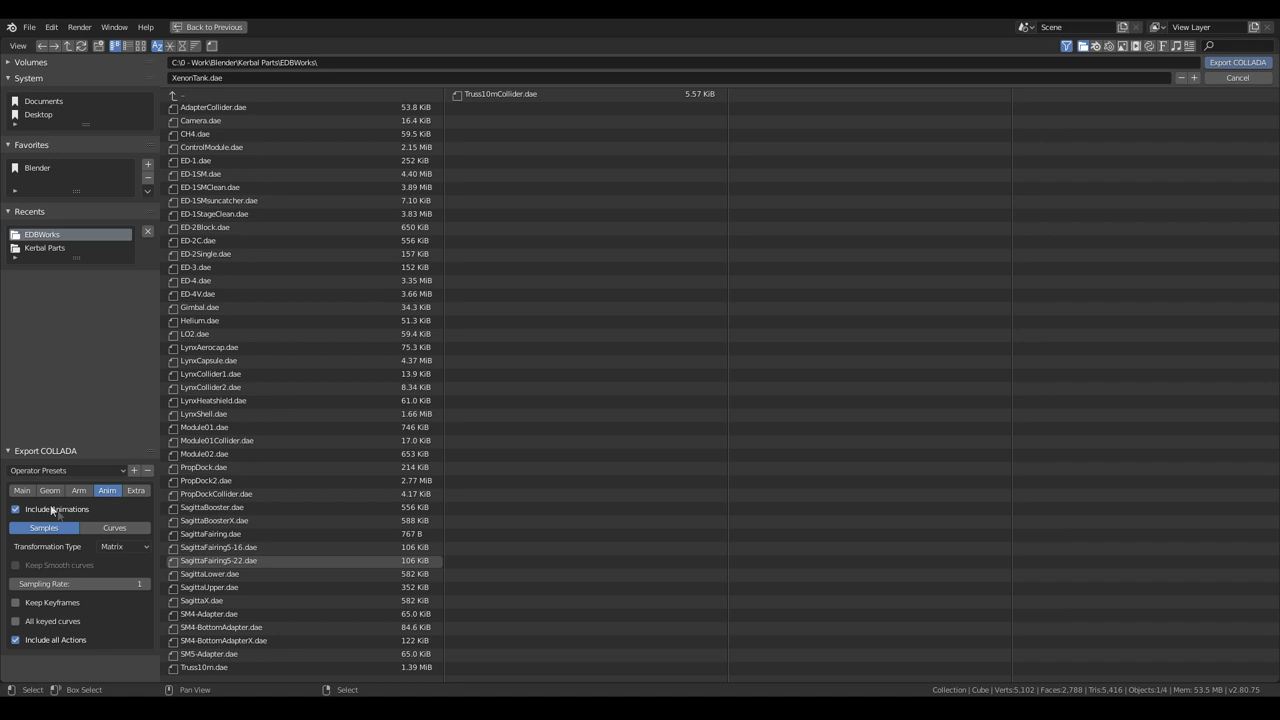 File Edit Render Window Help Back to Previous Scene View Layer
View
Volumes
System
Documents
Desktop
Favorites
Blender
Recents
EDBWorks
Kerbal Parts
Export COLLADA
Operator Presets
Main Geom Arm Anim Extra
Include Animations
Samples Curves
Transformation Type Matrix
Keep Smooth curves
Sampling Rate: 1
Keep Keyframes
All keyed curves
Include all Actions
C:\0 - Work\Blender\Kerbal Parts\EDBWorks\ Export COLLADA
XenonTank.dae Cancel
..
AdapterCollider.dae 53.8 KiB
Camera.dae 16.4 KiB
CH4.dae 59.5 KiB
ControlModule.dae 2.15 MiB
ED-1.dae 252 KiB
ED-1SM.dae 4.40 MiB
ED-1SMClean.dae 3.89 MiB
ED-1SMsuncatcher.dae 7.10 KiB
ED-1StageClean.dae 3.83 MiB
ED-2Block.dae 650 KiB
ED-2C.dae 556 KiB
ED-2Single.dae 157 KiB
ED-3.dae 152 KiB
ED-4.dae 3.35 MiB
ED-4V.dae 3.66 MiB
Gimbal.dae 34.3 KiB
Helium.dae 51.3 KiB
LO2.dae 59.4 KiB
LynxAerocap.dae 75.3 KiB
LynxCapsule.dae 4.37 MiB
LynxCollider1.dae 13.9 KiB
LynxCollider2.dae 8.34 KiB
LynxHeatshield.dae 61.0 KiB
LynxShell.dae 1.66 MiB
Module01.dae 746 KiB
Module01Collider.dae 17.0 KiB
Module02.dae 653 KiB
PropDock.dae 214 KiB
PropDock2.dae 2.77 MiB
PropDockCollider.dae 4.17 KiB
SagittaBooster.dae 556 KiB
SagittaBoosterX.dae 588 KiB
SagittaFairing.dae 767 B
SagittaFairing5-16.dae 106 KiB
SagittaFairing5-22.dae 106 KiB
SagittaLower.dae 582 KiB
SagittaUpper.dae 352 KiB
SagittaX.dae 582 KiB
SM4-Adapter.dae 65.0 KiB
SM4-BottomAdapter.dae 84.6 KiB
SM4-BottomAdapterX.dae 122 KiB
SM5-Adapter.dae 65.0 KiB
Truss10m.dae 1.39 MiB
Truss10mCollider.dae 5.57 KiB
Select Box Select Pan View Select Collection | Cube | Verts:5,102 | Faces:2,788 | Tris:5,416 | Objects:1/4 | Mem: 53.5 MB | v2.80.75